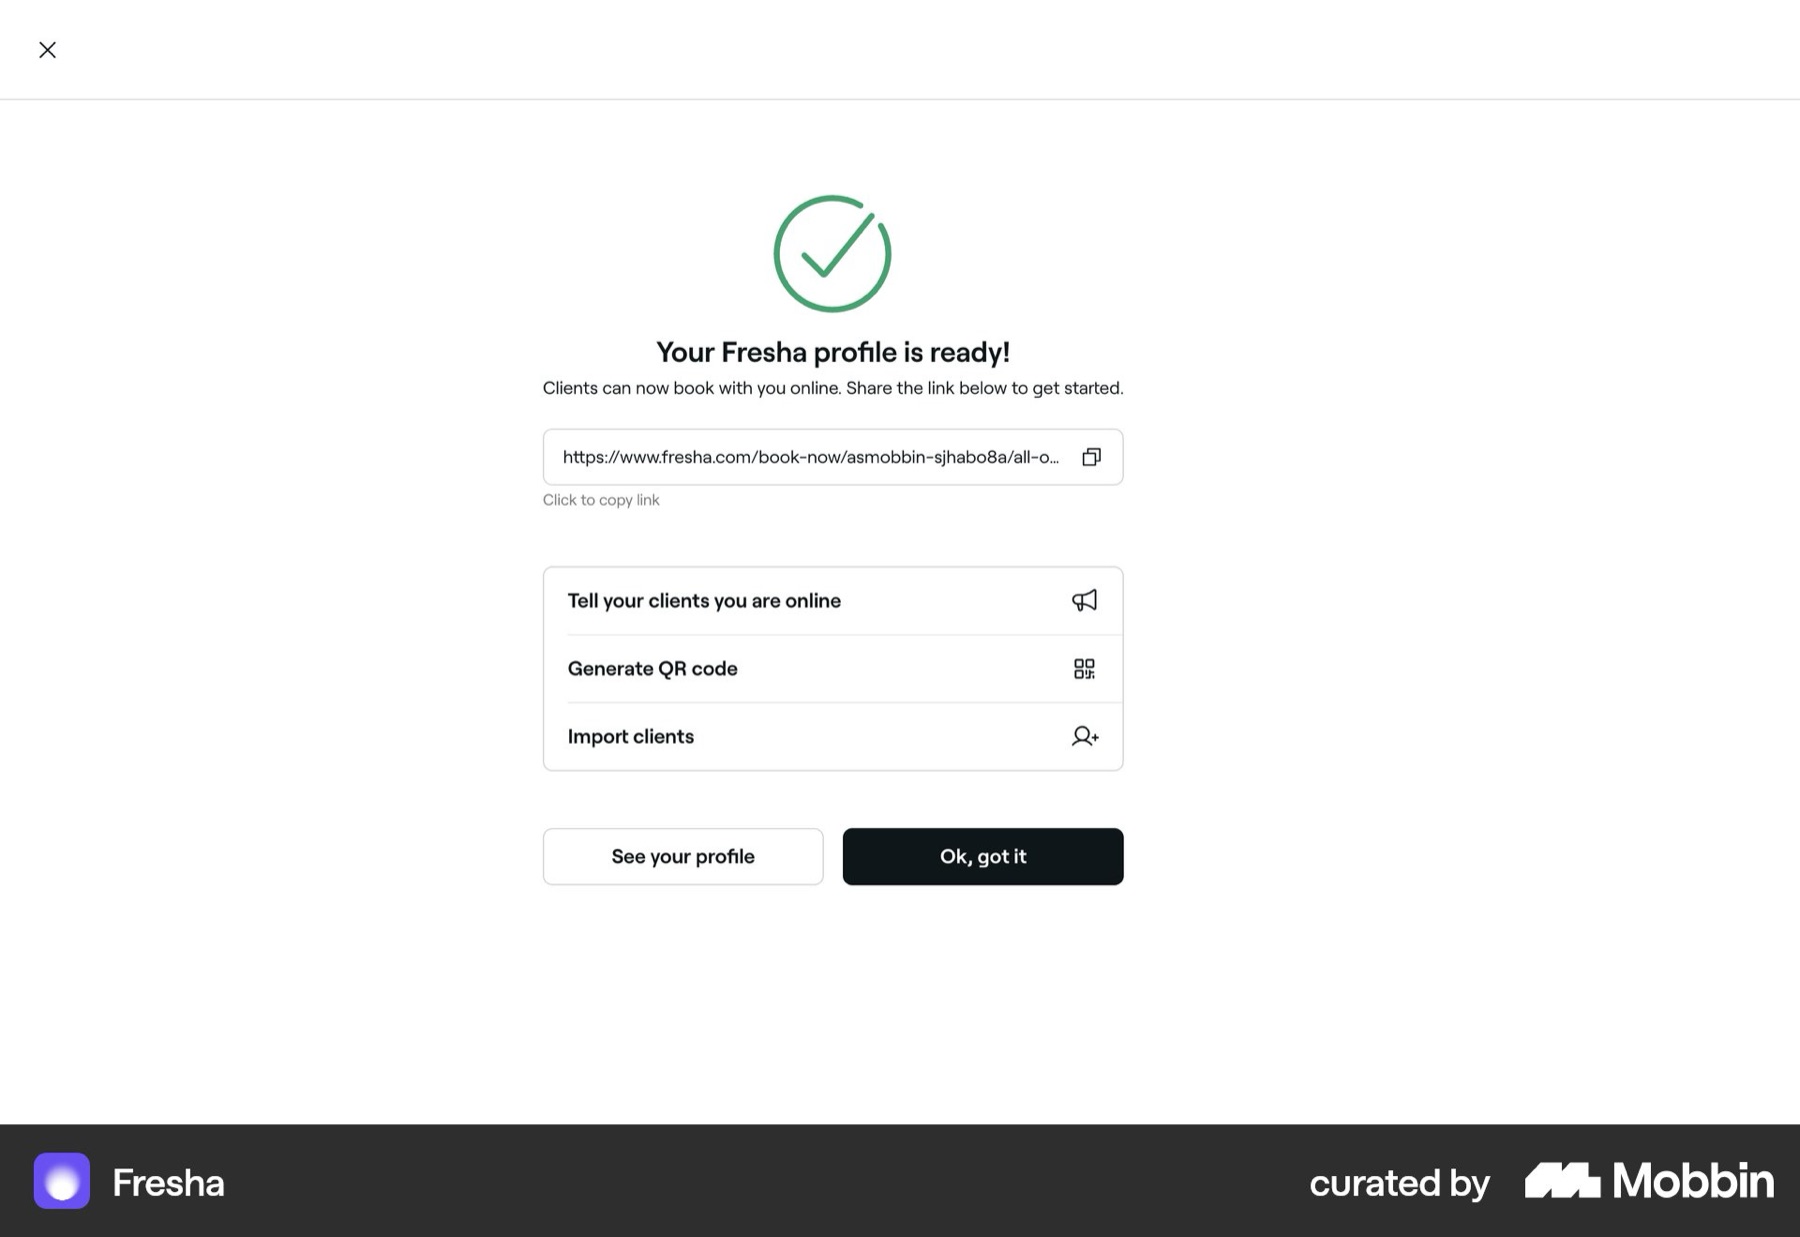 Your Fresha profile is ready!
Clients can now book with you online. Share the link below to get started.
https://www.fresha.com/book-now/asmobbin-sjhabo8a/all-o...
Click to copy link
Tell your clients you are online
Generate QR code
Import clients
See your profile
Ok, got it
Fresha
curated by Mobbin